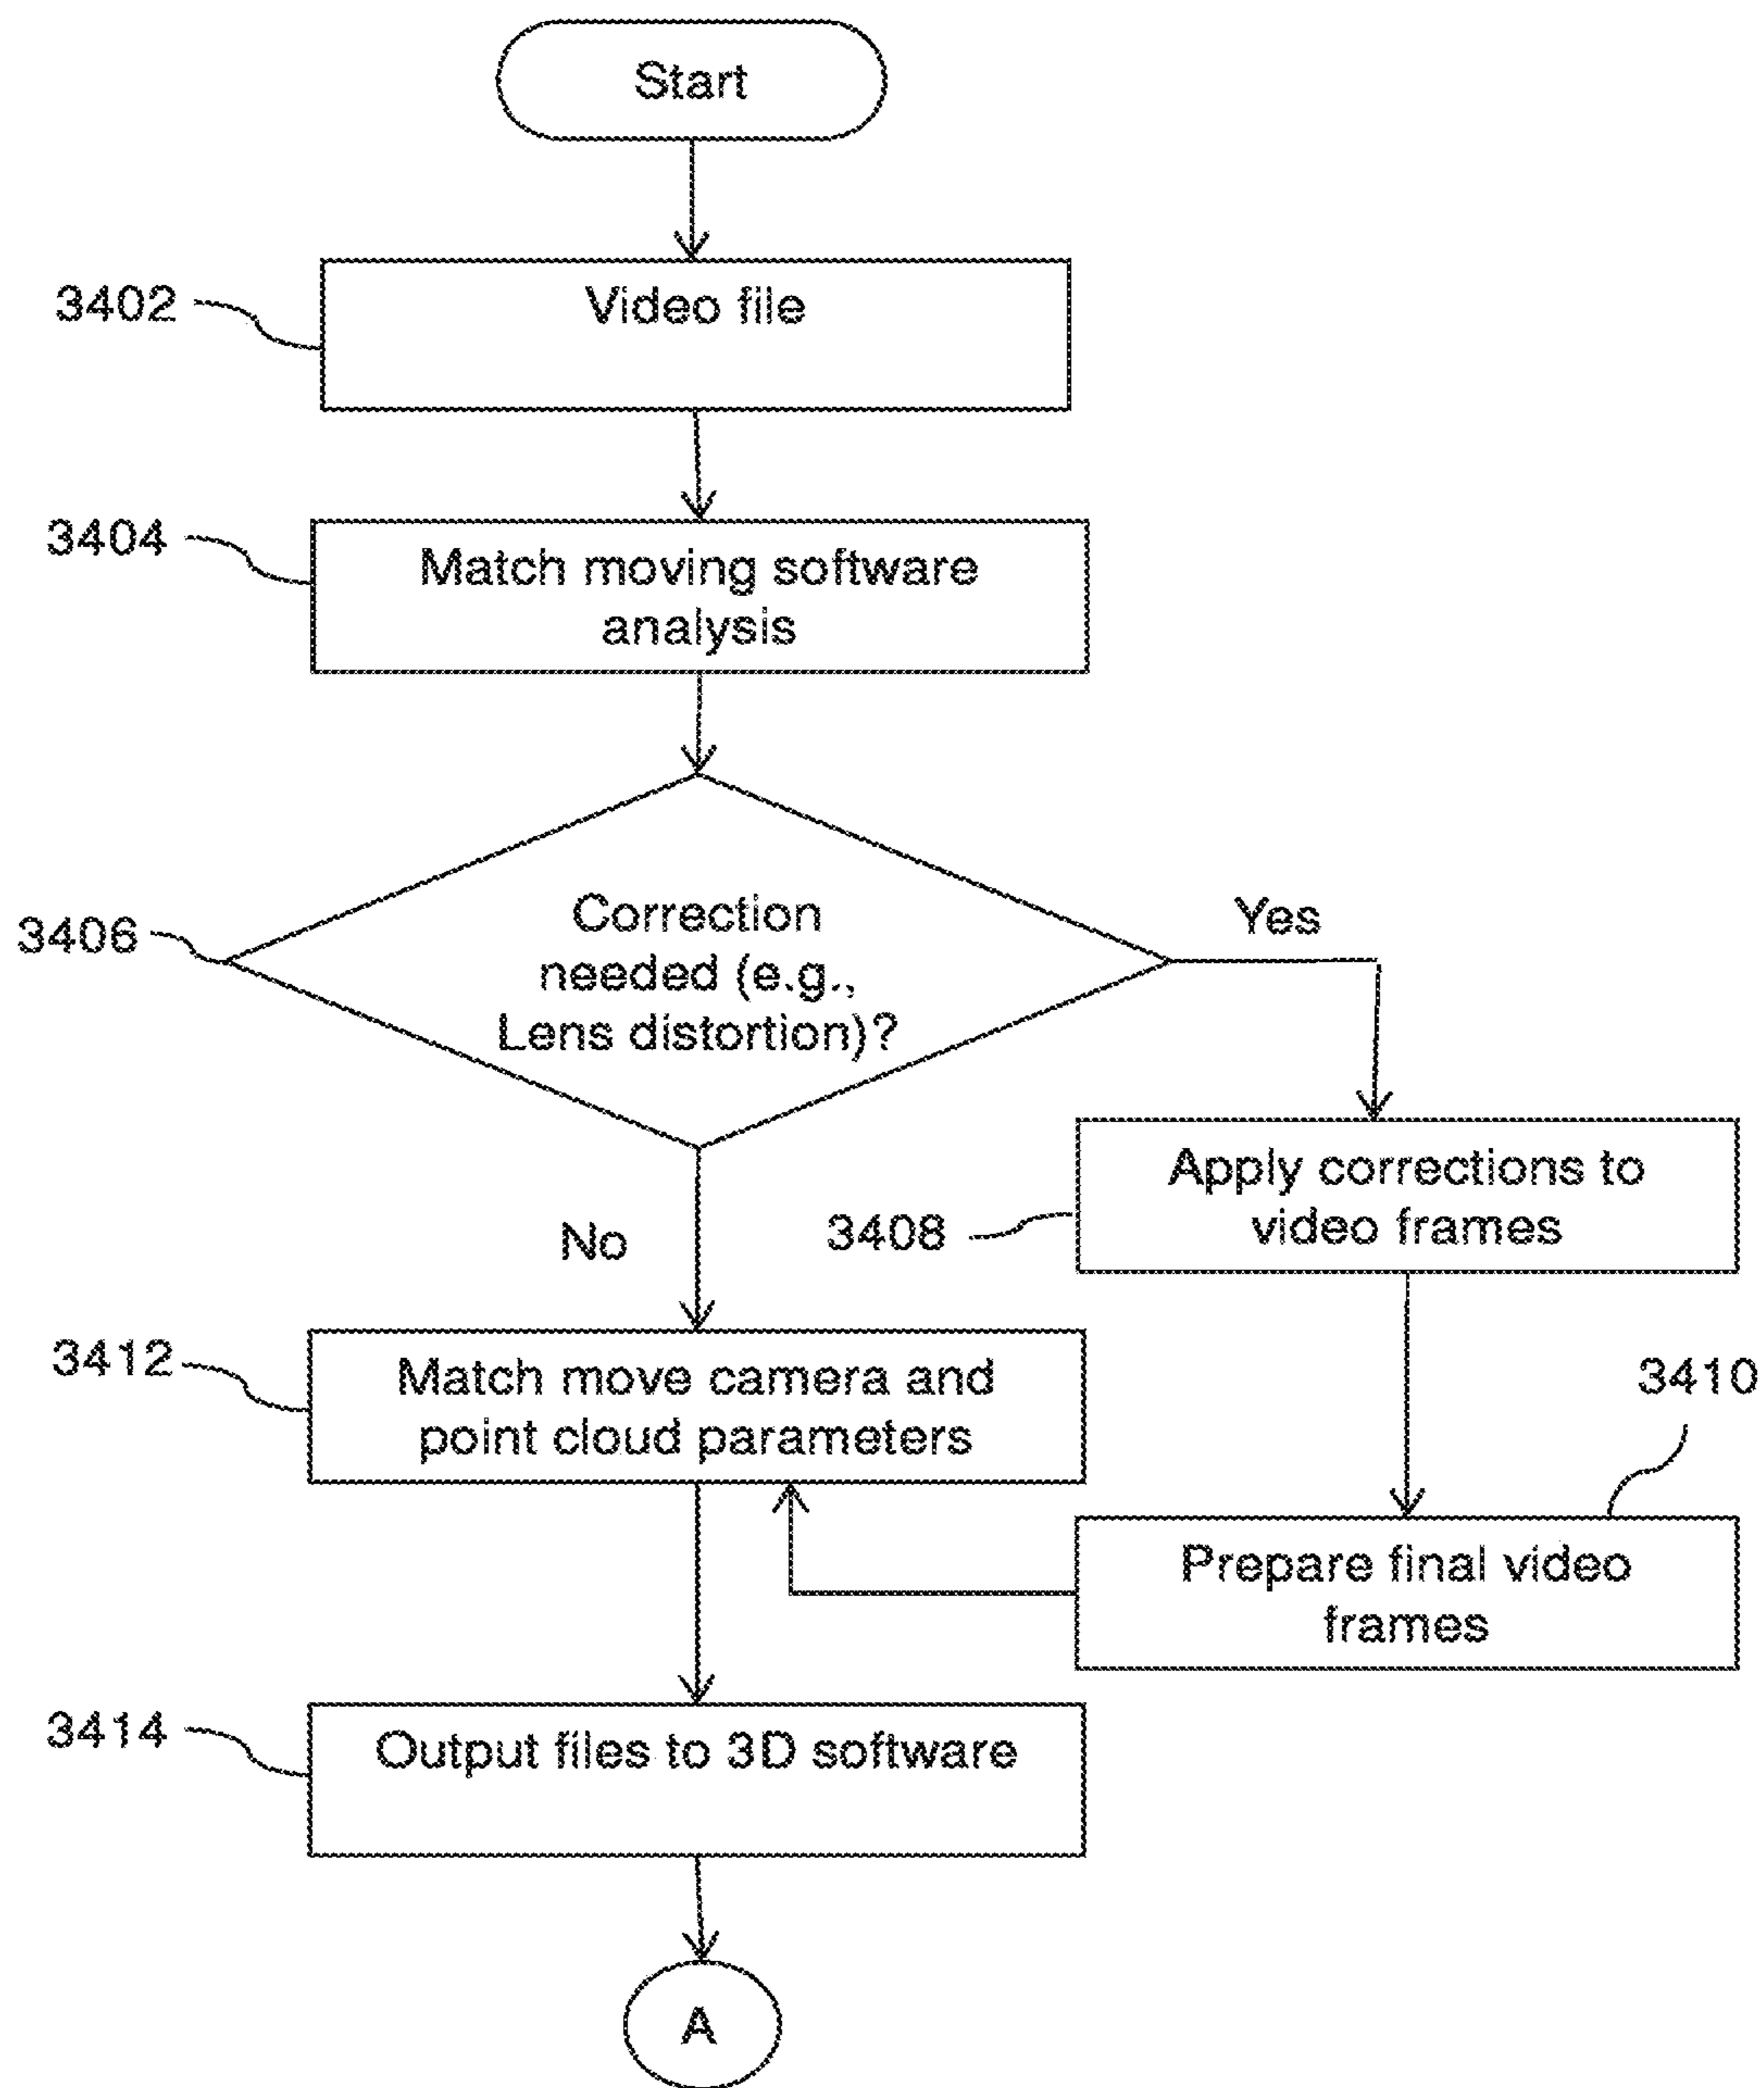 Start
3402
Video file
3404
Match moving software
analysis
3406
Correction
needed (e.g.,
Lens distortion)?
Yes
No
3408
Apply corrections to
video frames
3412
Match move camera and
point cloud parameters
3410
Prepare final video
frames
3414
Output files to 3D software
A